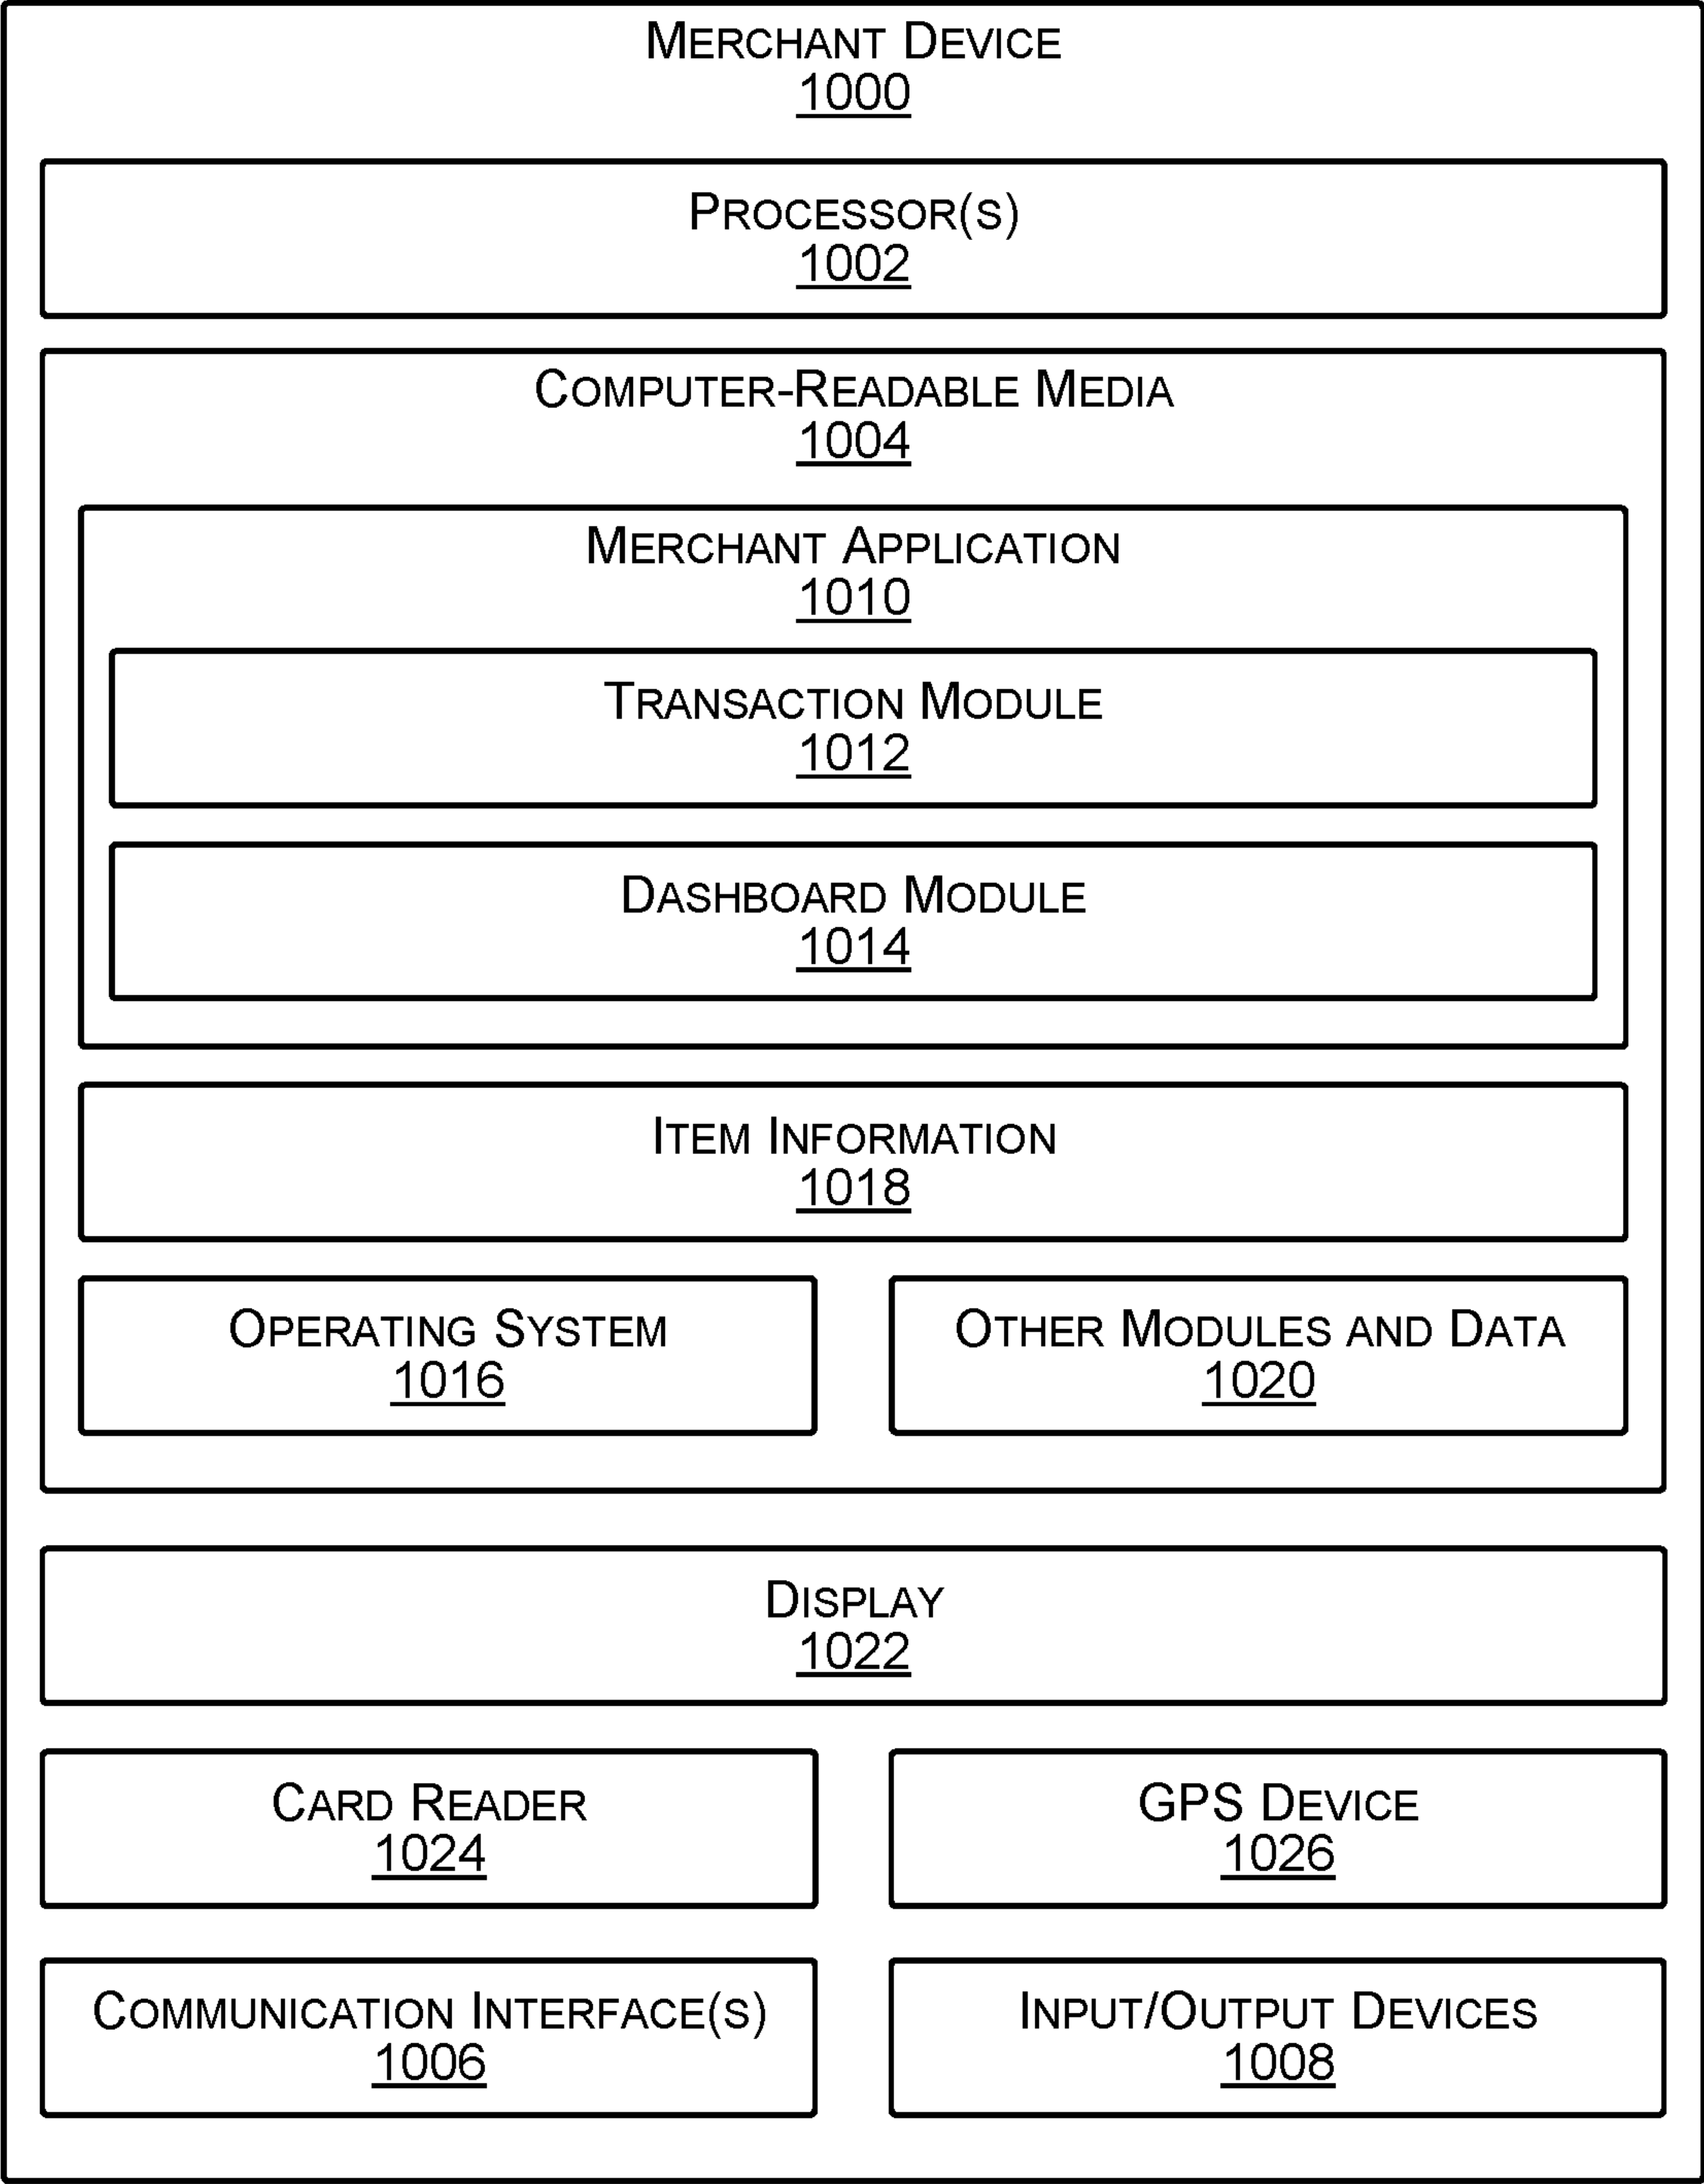 MERCHANT DEVICE
1000
PROCESSOR(S)
1002
COMPUTER-READABLE MEDIA
1004
MERCHANT APPLICATION
1010
TRANSACTION MODULE
1012
DASHBOARD MODULE
1014
ITEM INFORMATION
1018
OPERATING SYSTEM
1016
OTHER MODULES AND DATA
1020
DISPLAY
1022
CARD READER
1024
GPS DEVICE
1026
COMMUNICATION INTERFACE(S)
1006
INPUT/OUTPUT DEVICES
1008